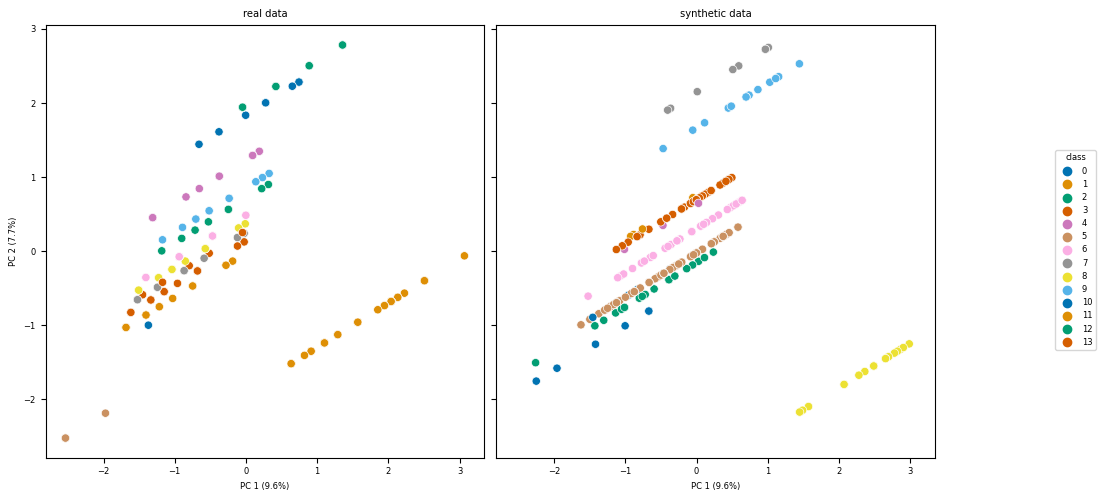 real data
synthetic data
3
2
1
0
−1
−2
PC 2 (7.7%)
−2 −1 0 1 2 3
−2 −1 0 1 2 3
PC 1 (9.6%)
PC 1 (9.6%)
class
0
1
2
3
4
5
6
7
8
9
10
11
12
13